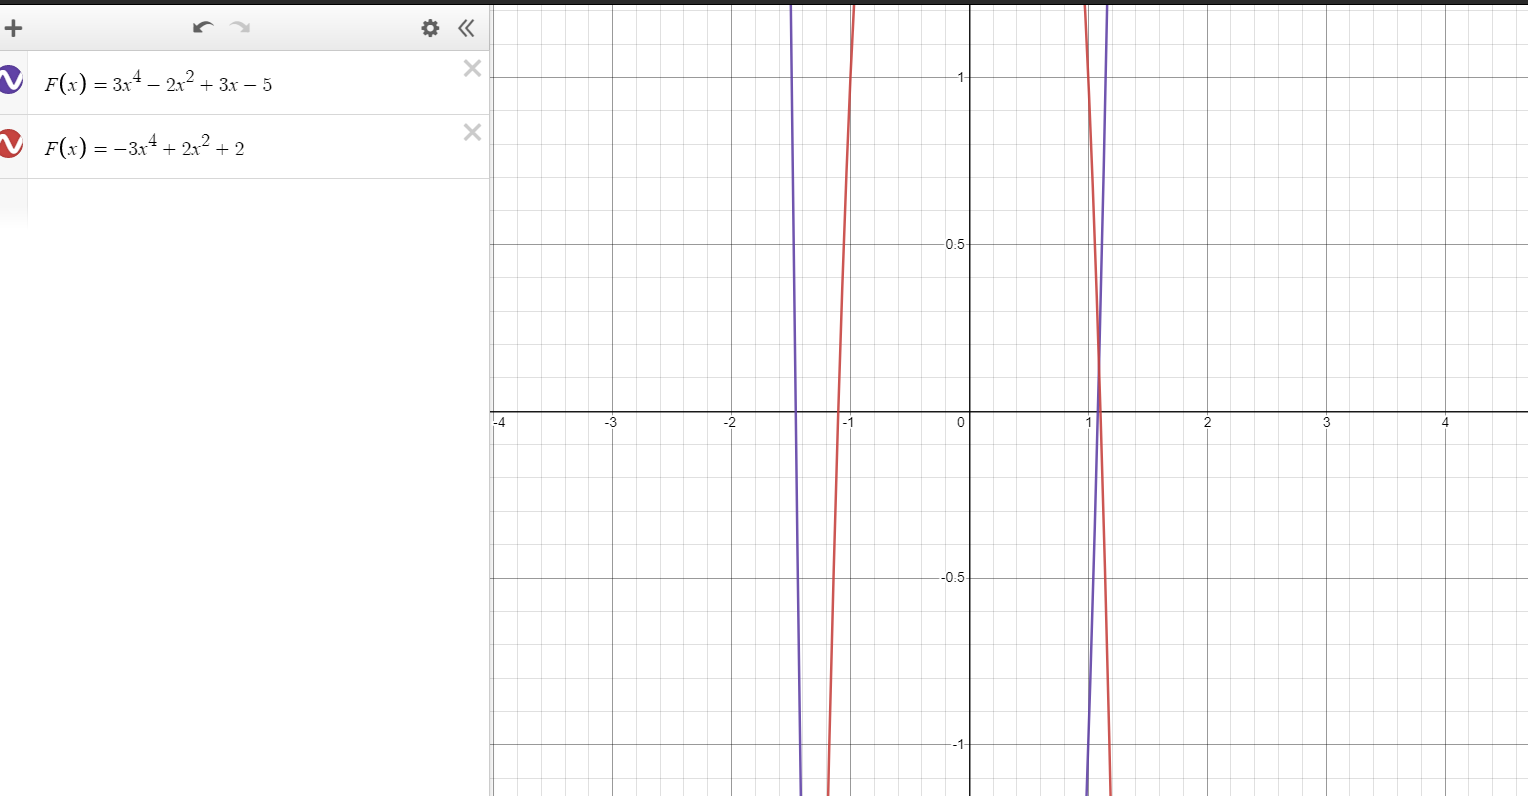 F(x) = 3x⁴ − 2x² + 3x − 5
F(x) = −3x⁴ + 2x² + 2
1
0.5
-4 -3 -2 -1 0 1 2 3 4
-0.5
-1